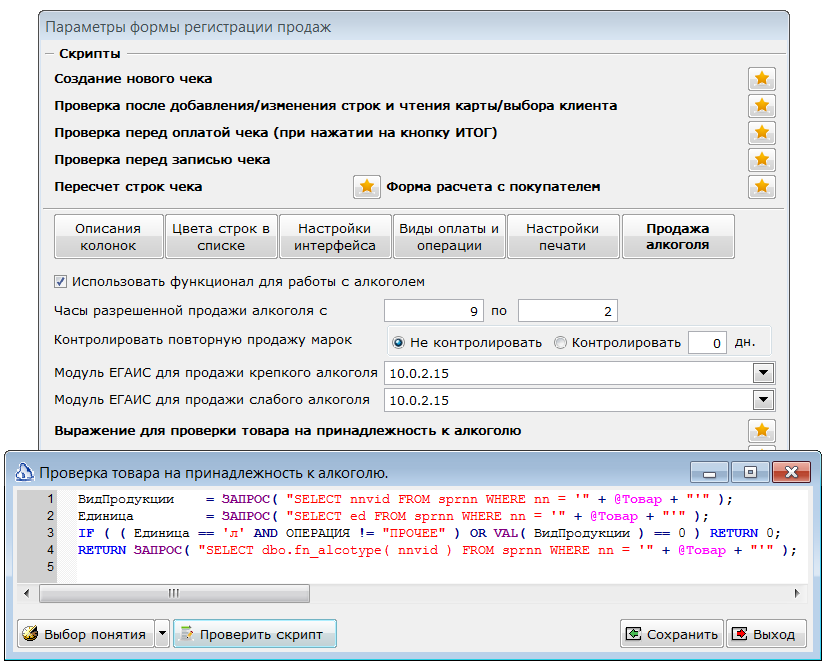 Параметры формы регистрации продаж
Скрипты
Создание нового чека
Проверка после добавления/изменения строк и чтения карты/выбора клиента
Проверка перед оплатой чека (при нажатии на кнопку ИТОГ)
Проверка перед записью чека
Пересчет строк чека Форма расчета с покупателем
Описания колонок Цвета строк в списке Настройки интерфейса Виды оплаты и операции Настройки печати Продажа алкоголя
Использовать функционал для работы с алкоголем
Часы разрешенной продажи алкоголя с 9 по 2
Контролировать повторную продажу марок Не контролировать Контролировать 0 дн.
Модуль ЕГАИС для продажи крепкого алкоголя 10.0.2.15
Модуль ЕГАИС для продажи слабого алкоголя 10.0.2.15
Выражение для проверки товара на принадлежность к алкоголю
Проверка товара на принадлежность к алкоголю.
1 ВидПродукции = ЗАПРОС( "SELECT nnvid FROM sprnn WHERE nn = '" + @Товар + "'" );
2 Единица = ЗАПРОС( "SELECT ed FROM sprnn WHERE nn = '" + @Товар + "'" );
3 IF ( ( Единица == 'л' AND ОПЕРАЦИЯ != "ПРОЧЕЕ" ) OR VAL( ВидПродукции ) == 0 ) RETURN 0;
4 RETURN ЗАПРОС( "SELECT dbo.fn_alcotype( nnvid ) FROM sprnn WHERE nn = '" + @Товар + "'" );
5
Выбор понятия Проверить скрипт Сохранить Выход